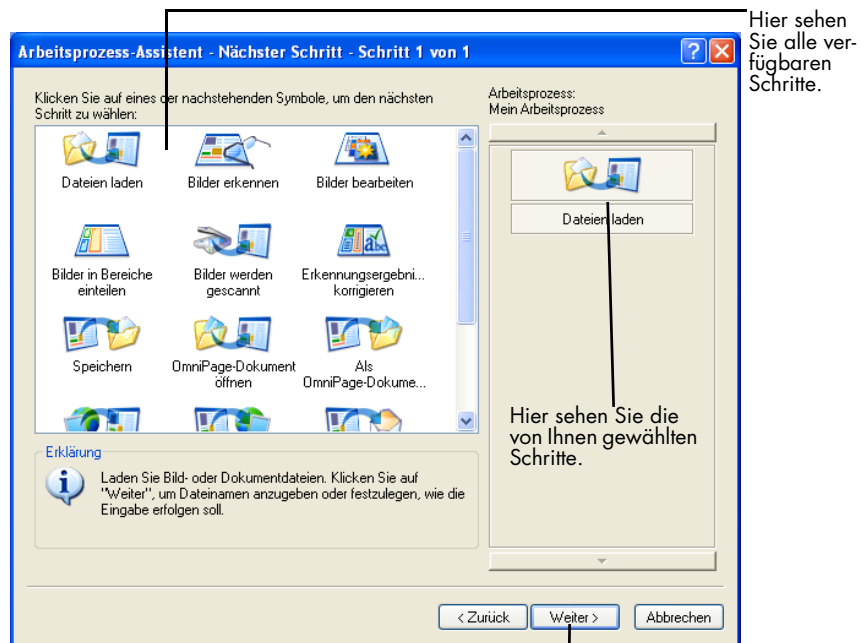 Hier sehen
Sie alle ver-
fügbaren
Schritte.
Arbeitsprozess-Assistent - Nächster Schritt - Schritt 1 von 1
Klicken Sie auf eines der nachstehenden Symbole, um den nächsten
Schritt zu wählen:
Arbeitsprozess:
Mein Arbeitsprozess
Dateien laden
Bilder erkennen
Bilder bearbeiten
Dateien laden
Bilder in Bereiche
einteilen
Bilder werden
gescannt
Erkennungsergebni...
korrigieren
Speichern
OmniPage-Dokument
öffnen
Als
OmniPage-Dokume...
Hier sehen Sie die
von Ihnen gewählten
Schritte.
Erklärung
Laden Sie Bild- oder Dokumentdateien. Klicken Sie auf
"Weiter", um Dateinamen anzugeben oder festzulegen, wie die
Eingabe erfolgen soll.
< Zurück
Weiter >
Abbrechen